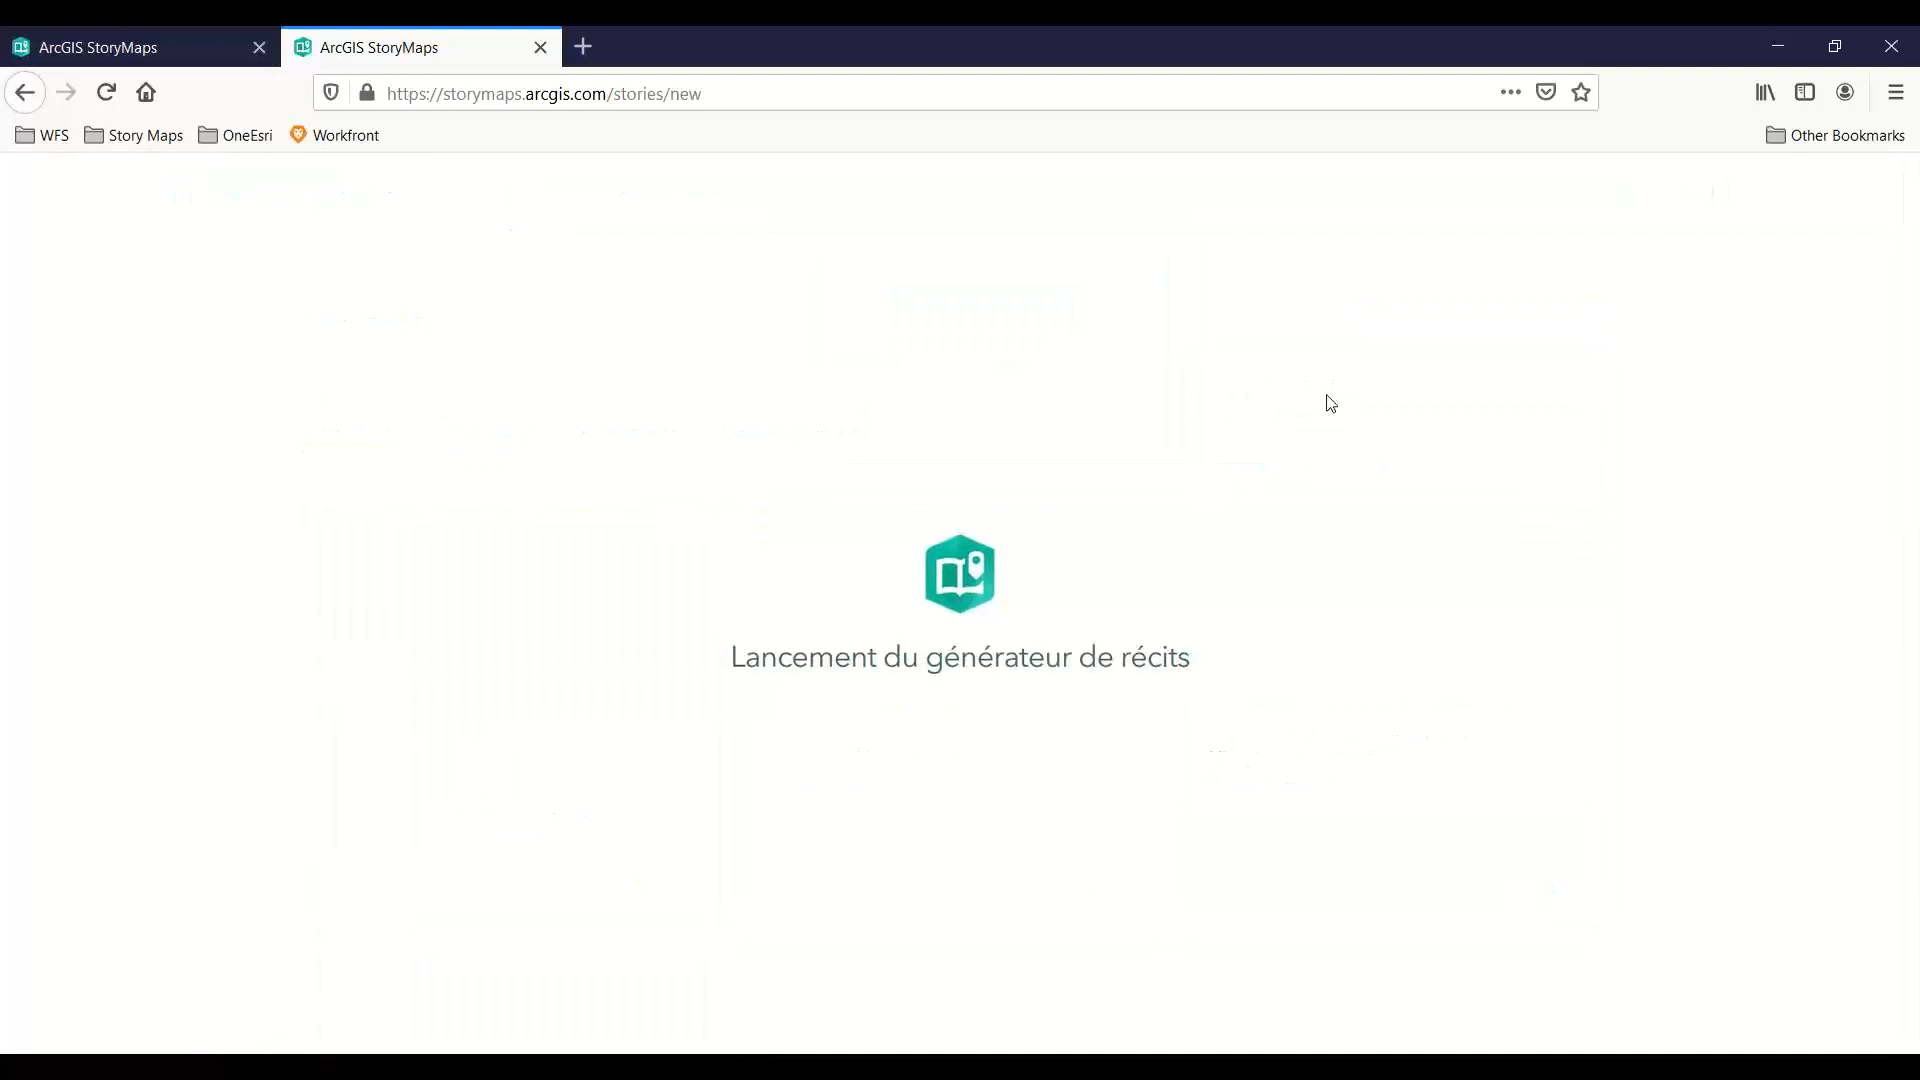 ArcGIS StoryMaps
ArcGIS StoryMaps
https://storymaps.arcgis.com/stories/new
WFS
Story Maps
OneEsri
Workfront
Other Bookmarks
Lancement du générateur de récits